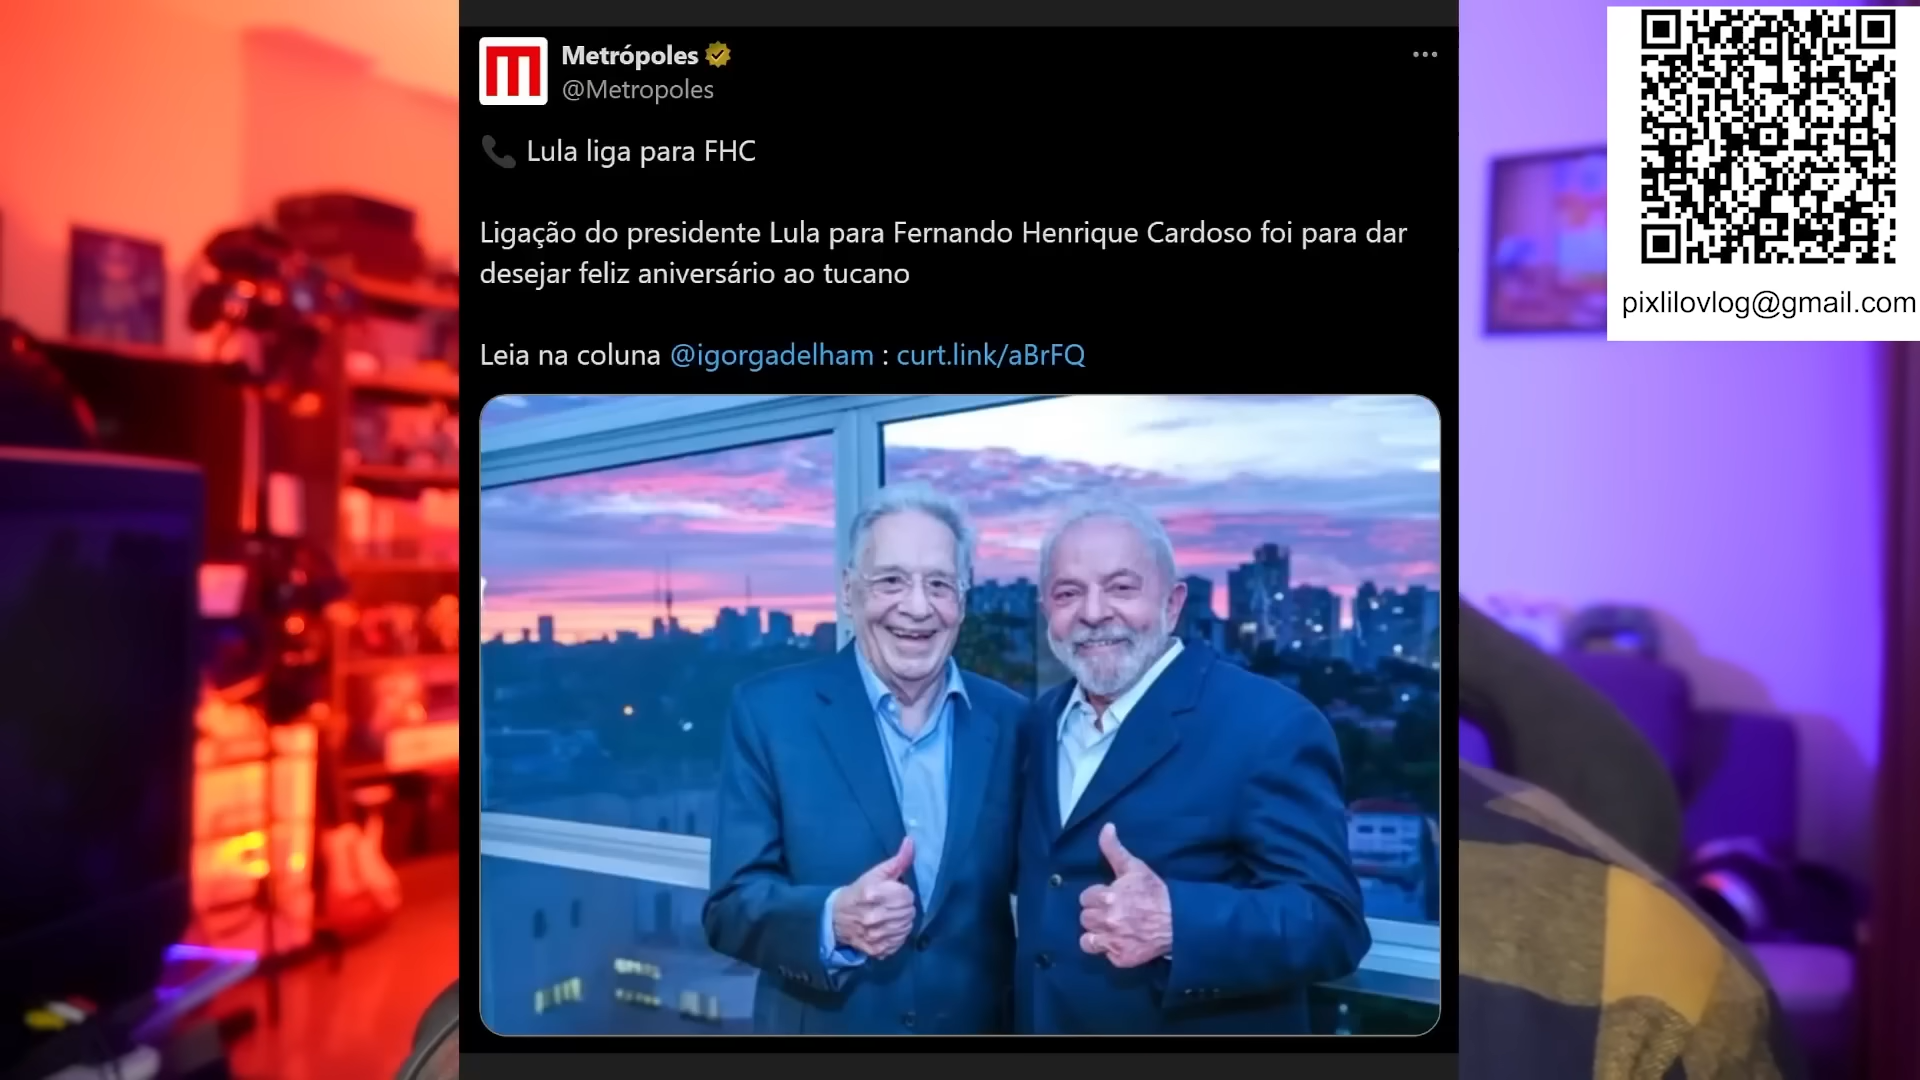 Metrópoles
@Metropoles
Lula liga para FHC
Ligação do presidente Lula para Fernando Henrique Cardoso foi para dar
desejar feliz aniversário ao tucano
Leia na coluna @igorgadelham : curt.link/aBrFQ
pixlilovlog@gmail.com